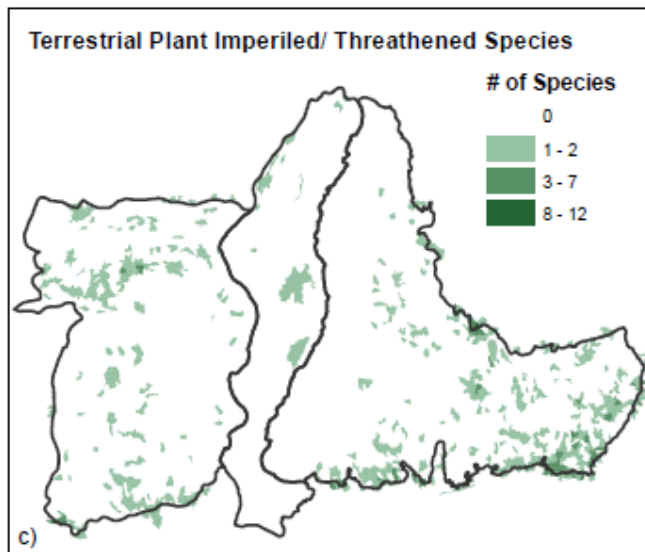 Terrestrial Plant Imperiled/ Threathened Species
# of Species
0
1 - 2
3 - 7
8 - 12
c)